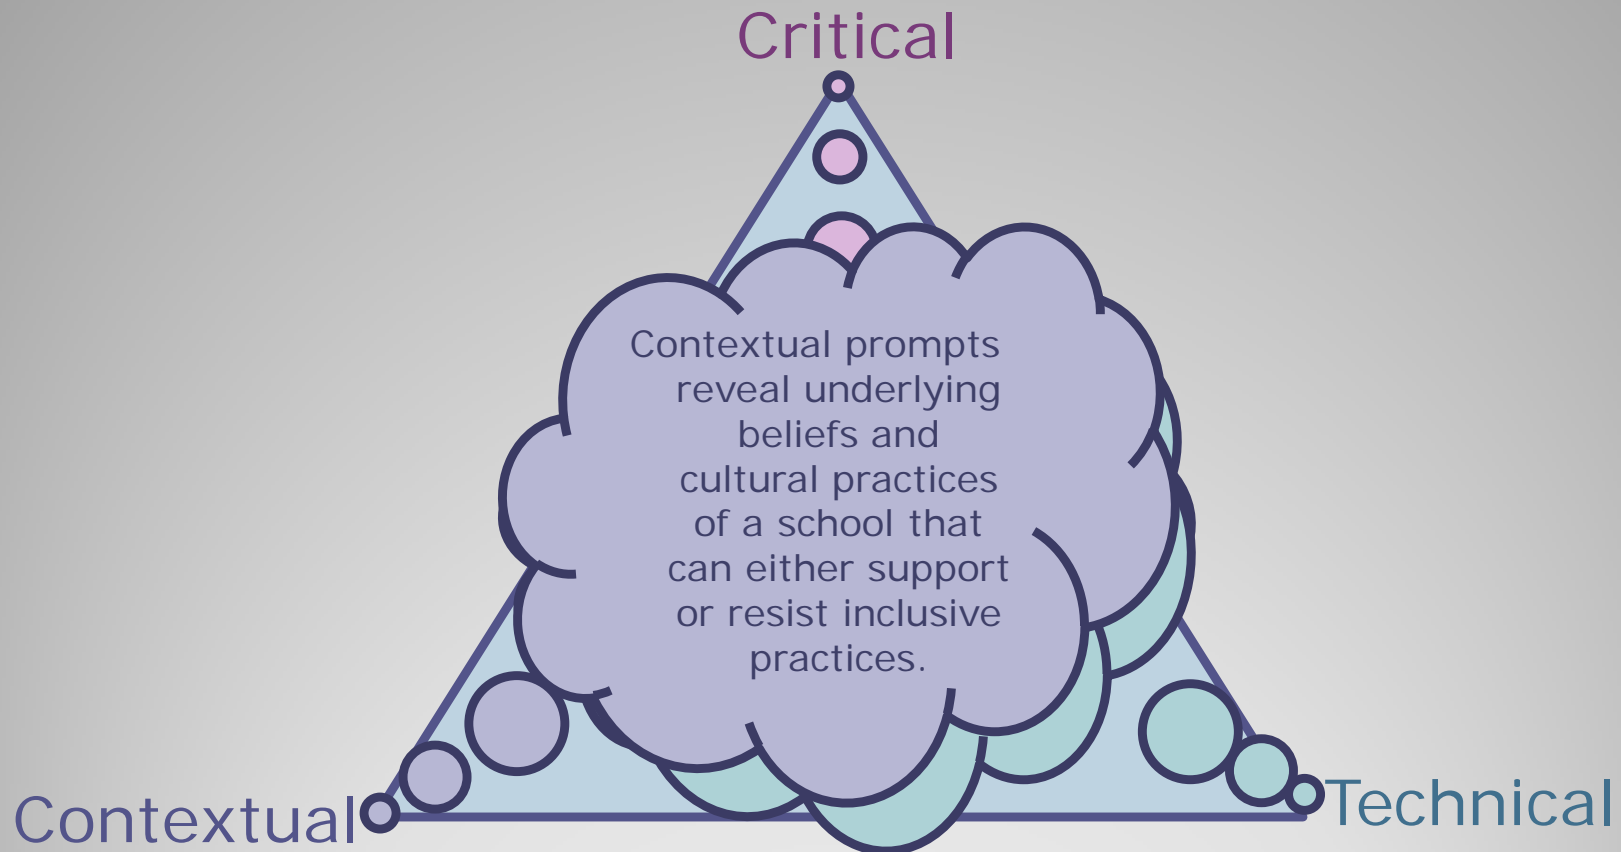 Critical
Contextual prompts
reveal underlying
beliefs and
cultural practices
of a school that
can either support
or resist inclusive
practices.
Contextual
Technical